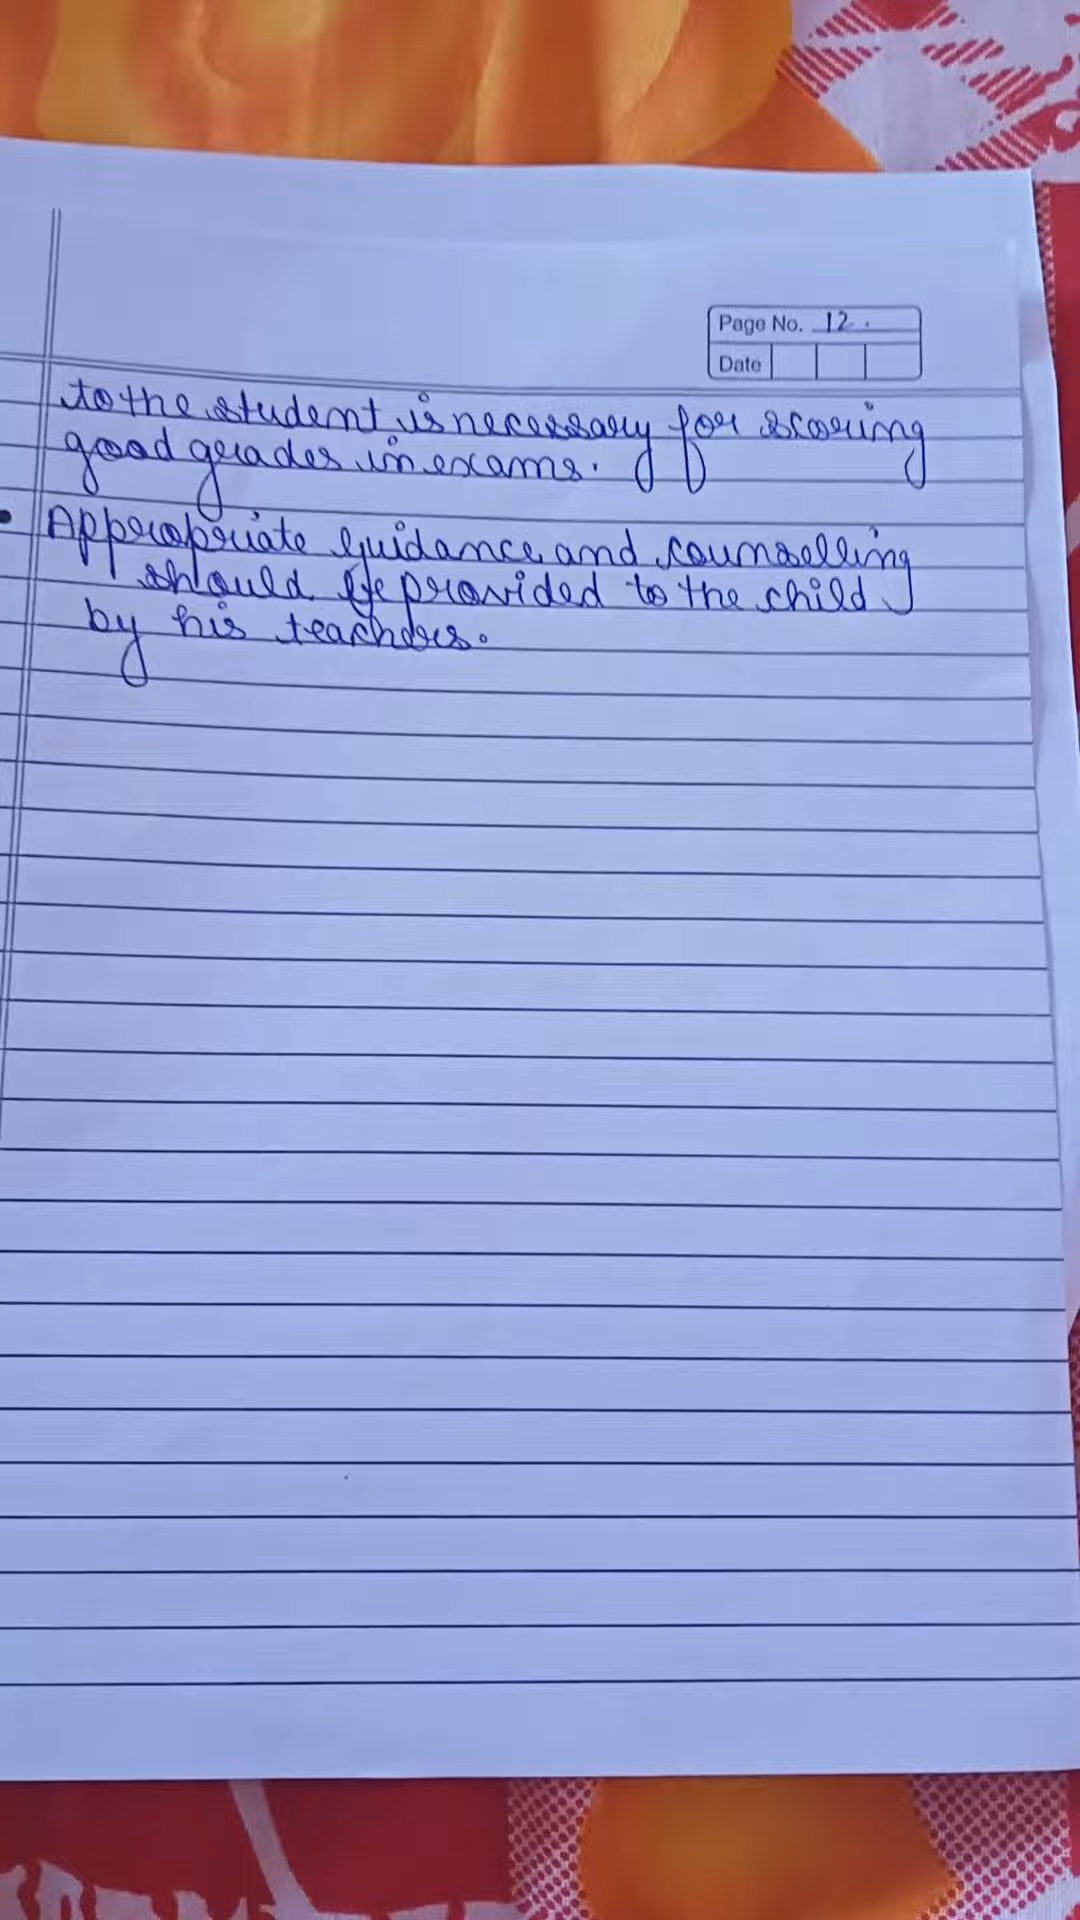 Page No. 12.
Date
to the student is necessary for scoring
good grades in exams.
• Appropriate guidance and counselling
should be provided to the child
by his teachers.